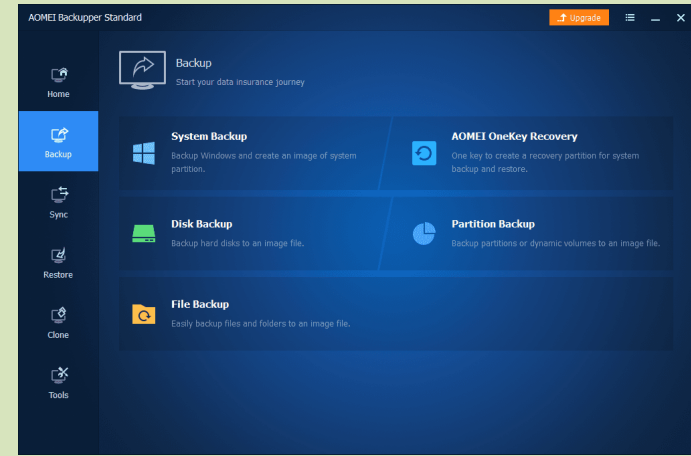 AOMEI Backupper Standard
Upgrade
Home
Backup
Sync
Restore
Clone
Tools
Backup
Start your data insurance journey
System Backup
Backup Windows and create an image of system
partition.
AOMEI OneKey Recovery
One key to create a recovery partition for system
backup and restore.
Disk Backup
Backup hard disks to an image file.
Partition Backup
Backup partitions or dynamic volumes to an image file.
File Backup
Easily backup files and folders to an image file.